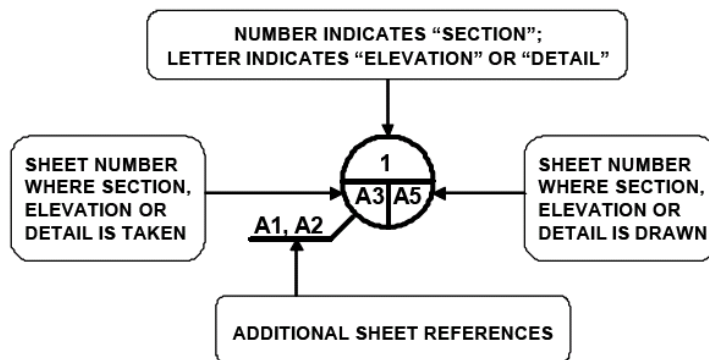 NUMBER INDICATES “SECTION”;
LETTER INDICATES “ELEVATION” OR “DETAIL”
1
A3 A5
SHEET NUMBER
WHERE SECTION,
ELEVATION OR
DETAIL IS TAKEN
SHEET NUMBER
WHERE SECTION,
ELEVATION OR
DETAIL IS DRAWN
A1, A2
ADDITIONAL SHEET REFERENCES